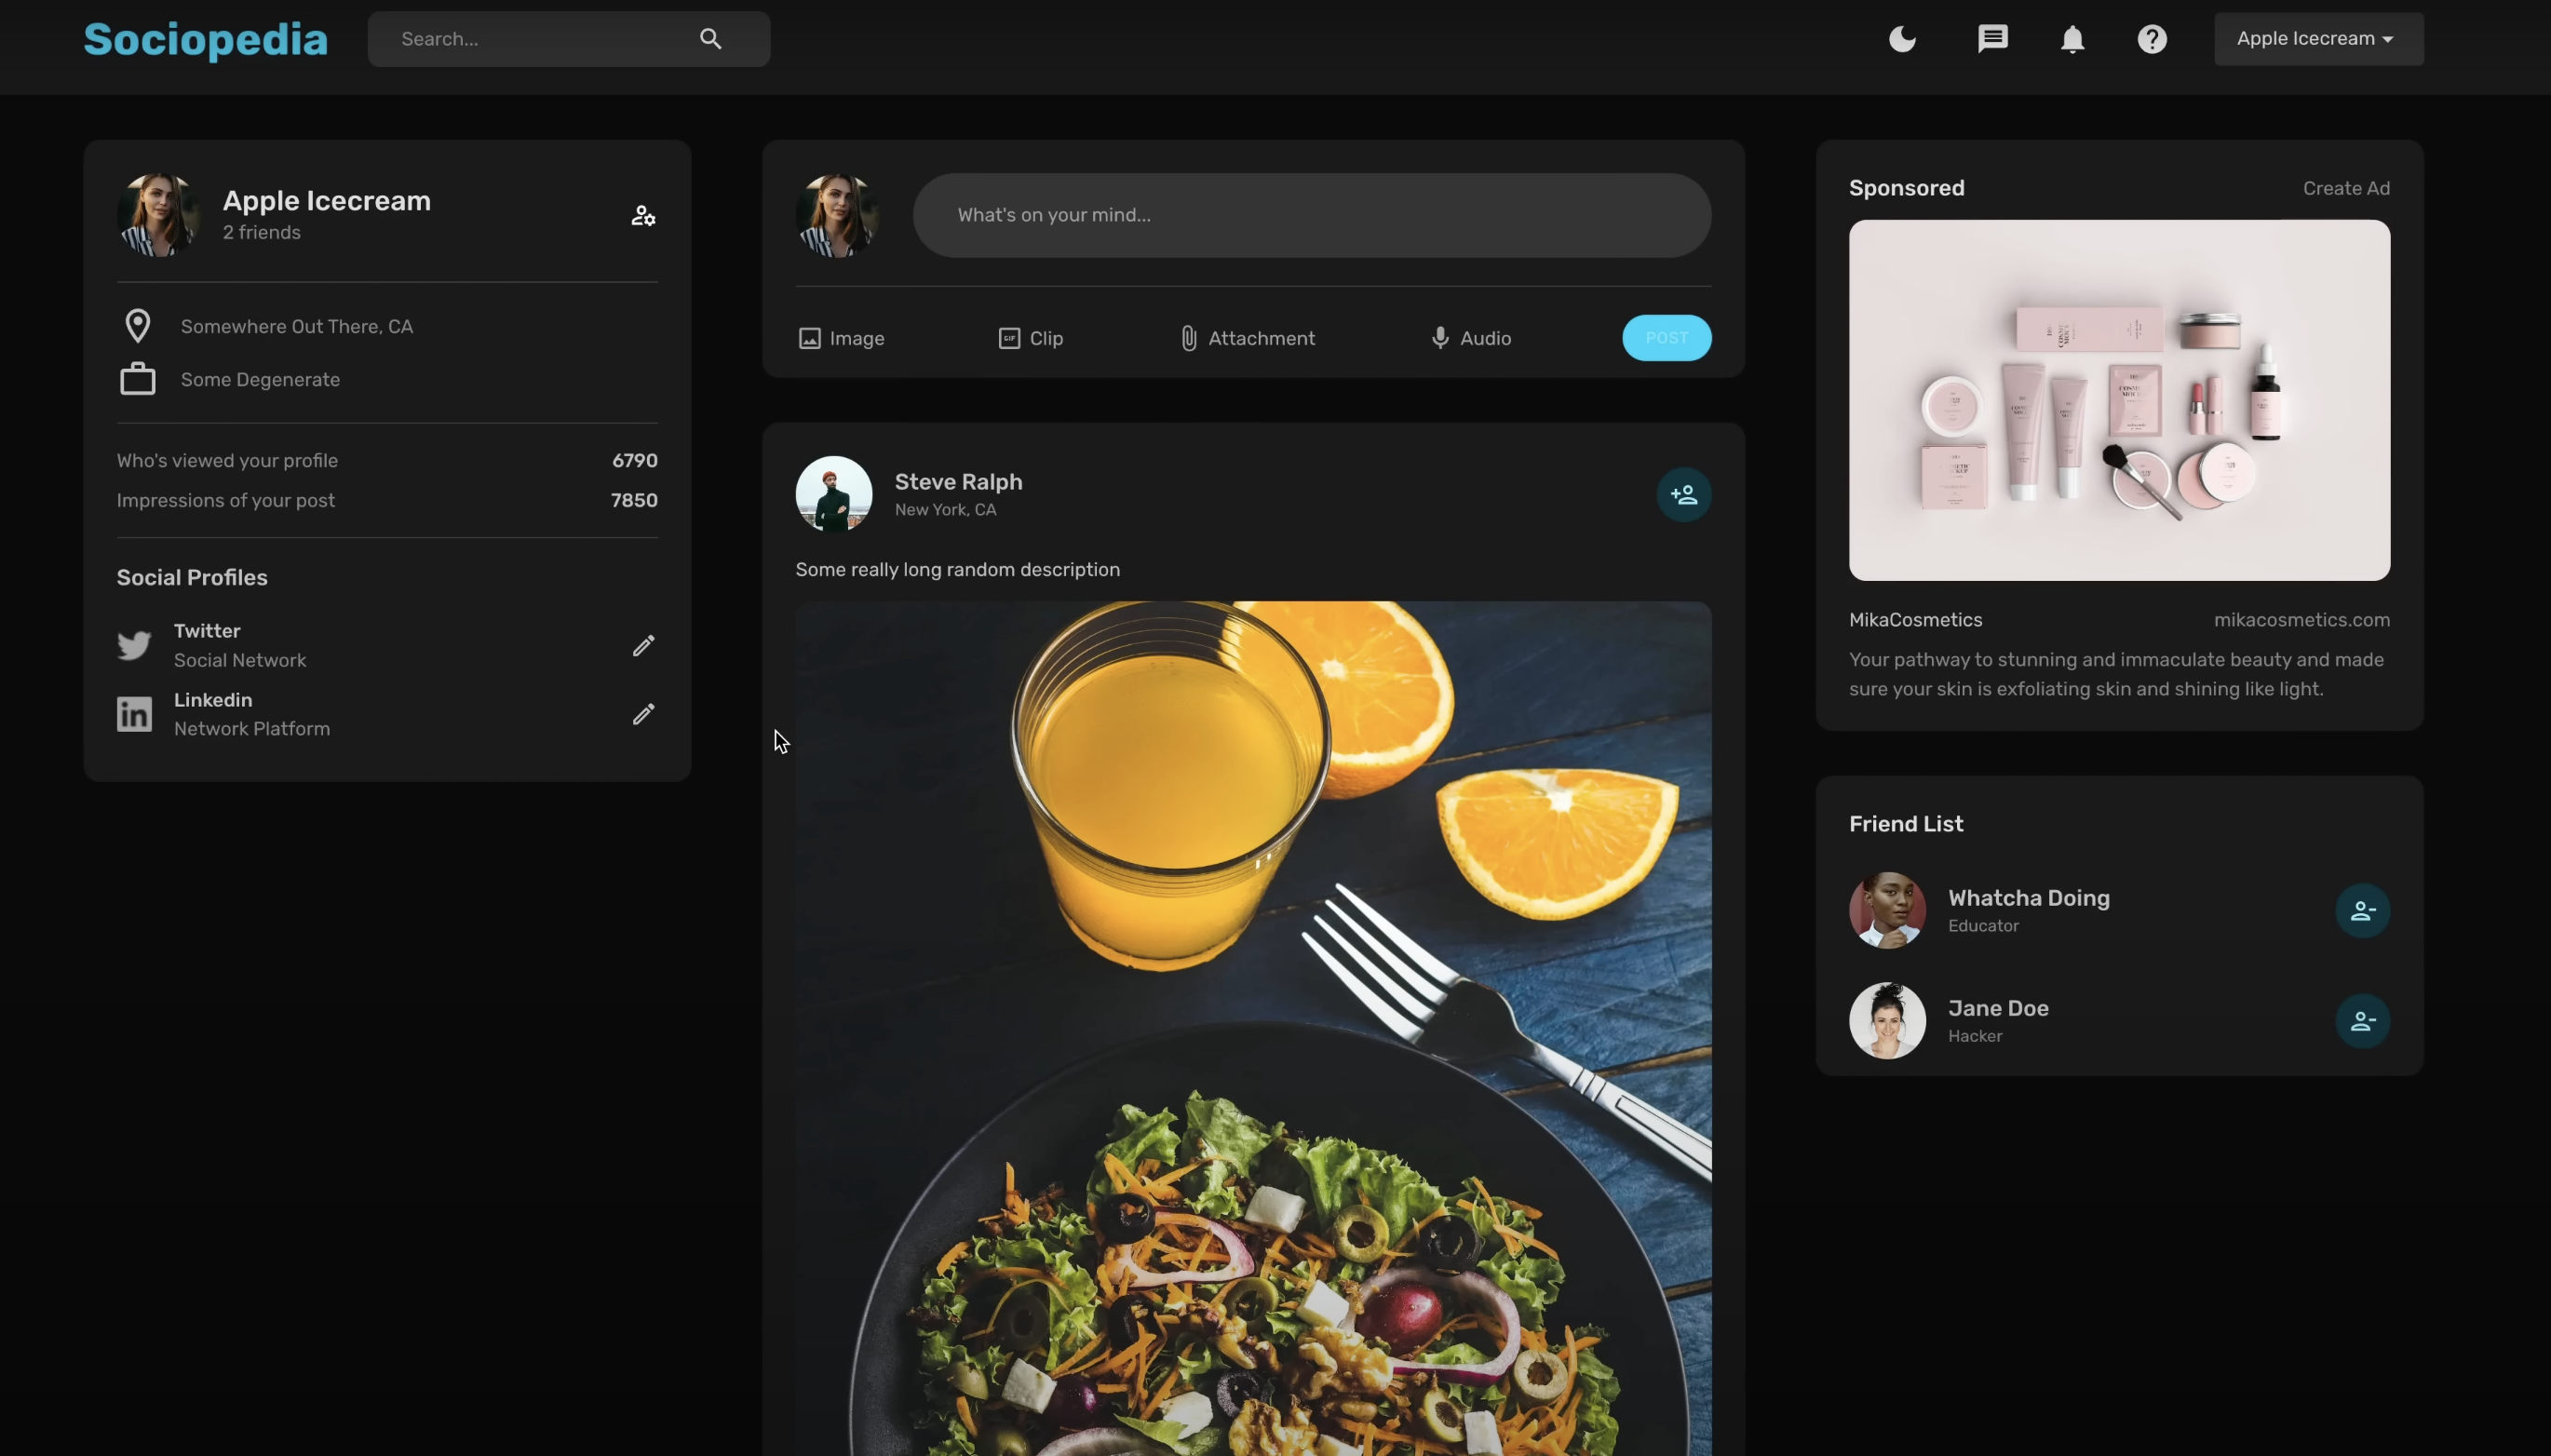 Sociopedia
Search...
Apple Icecream
Apple Icecream
2 friends
Somewhere Out There, CA
Some Degenerate
Who's viewed your profile 6790
Impressions of your post 7850
Social Profiles
Twitter
Social Network
Linkedin
Network Platform
What's on your mind...
Image
GIF Clip
Attachment
Audio
POST
Steve Ralph
New York, CA
Some really long random description
Sponsored Create Ad
MikaCosmetics mikacosmetics.com
Your pathway to stunning and immaculate beauty and made
sure your skin is exfoliating skin and shining like light.
Friend List
Whatcha Doing
Educator
Jane Doe
Hacker